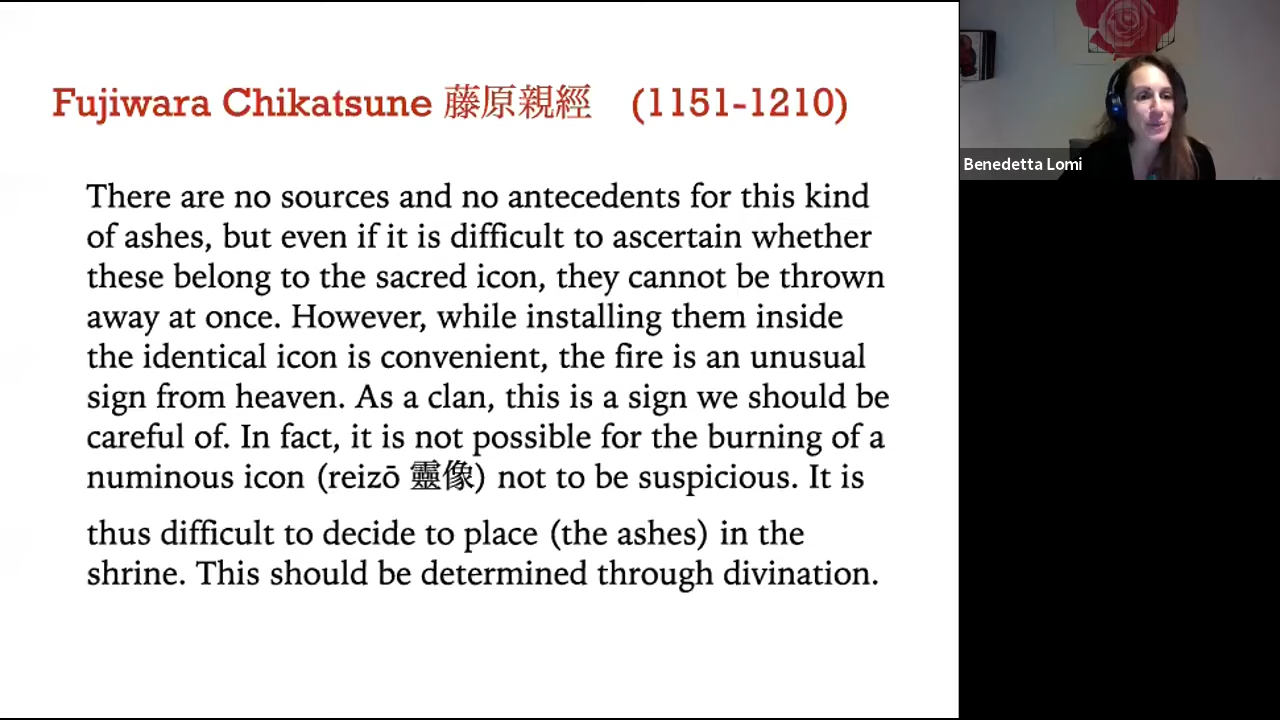 Fujiwara Chikatsune 藤原親經 (1151-1210)
There are no sources and no antecedents for this kind
of ashes, but even if it is difficult to ascertain whether
these belong to the sacred icon, they cannot be thrown
away at once. However, while installing them inside
the identical icon is convenient, the fire is an unusual
sign from heaven. As a clan, this is a sign we should be
careful of. In fact, it is not possible for the burning of a
numinous icon (reizō 靈像) not to be suspicious. It is
thus difficult to decide to place (the ashes) in the
shrine. This should be determined through divination.
Benedetta Lomi